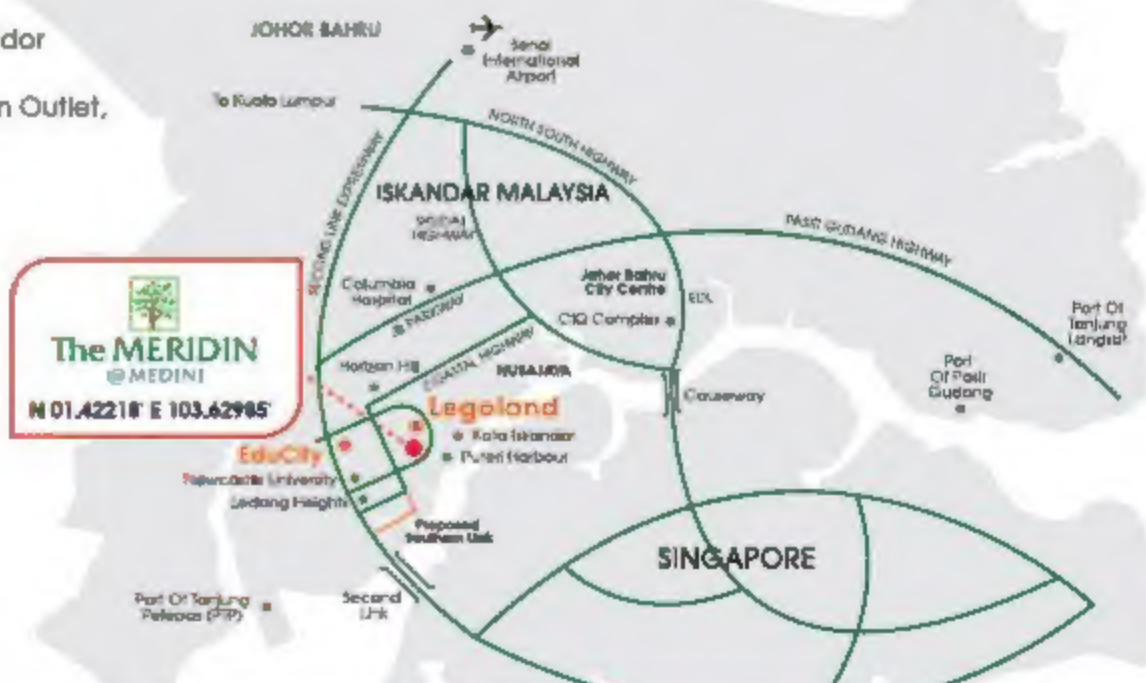 dor
n Outlet,
JOHOR BAHRU
Senai
International
Airport
To Kuala Lumpur
NORTH SOUTH HIGHWAY
SECOND LINK EXPRESSWAY
ISKANDAR MALAYSIA
SKUDAI
HIGHWAY
PASIR GUDANG HIGHWAY
Columbia
Hospital
JB PARKWAY
Johor Bahru
City Centre
EDL
CIQ Complex
Port Of
Tanjung
Langsat
The MERIDIN
@ MEDINI
N 01.42218° E 103.62985°
Horizon Hill
COASTAL HIGHWAY
NUSAJAYA
Port
Of Pasir
Gudang
Causeway
Legoland
Kota Iskandar
Puteri Harbour
EduCity
Newcastle University
Ledang Heights
Proposed
Southern Link
SINGAPORE
Port Of Tanjung
Pelepas (PTP)
Second
Link